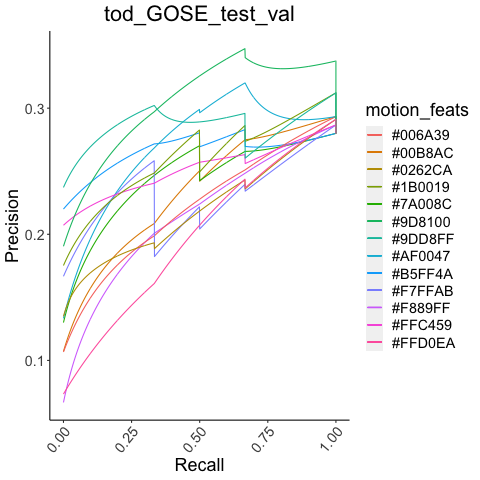 tod_GOSE_test_val
Precision
0.3
0.2
0.1
0.00
0.25
0.50
0.75
1.00
Recall
motion_feats
#006A39
#00B8AC
#0262CA
#1B0019
#7A008C
#9D8100
#9DD8FF
#AF0047
#B5FF4A
#F7FFAB
#F889FF
#FFC459
#FFD0EA